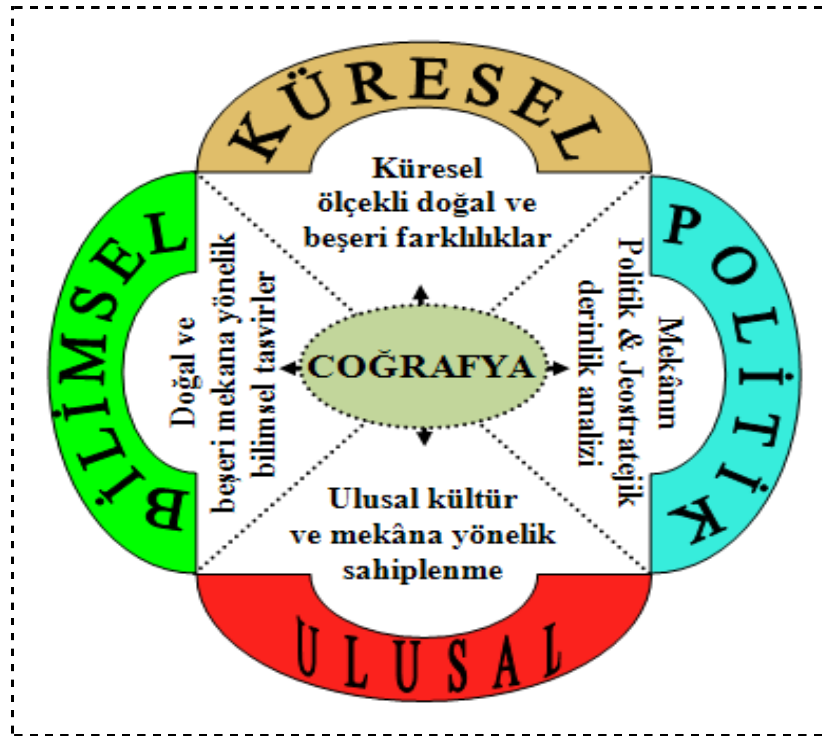 KÜRESEL
Küresel
ölçekli doğal ve
beşeri farklılıklar
BİLİMSEL
Doğal ve
beşeri mekana yönelik
bilimsel tasvirler
COĞRAFYA
POLİTİK
Mekânın
Politik & Jeostratejik
derinlik analizi
Ulusal kültür
ve mekâna yönelik
sahiplenme
ULUSAL